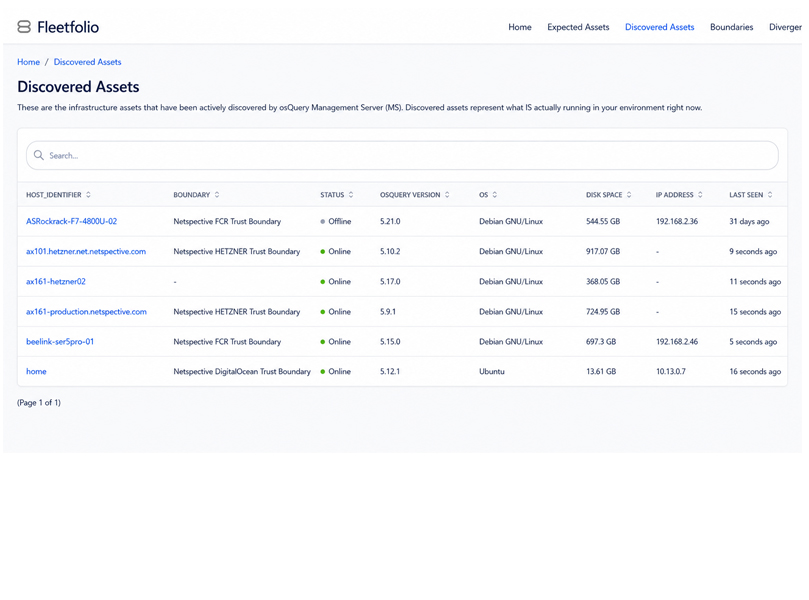 Fleetfolio
Home Expected Assets Discovered Assets Boundaries
Home / Discovered Assets
Discovered Assets
These are the infrastructure assets that have been actively discovered by osQuery Management Server (MS). Discovered assets represent what IS actually running in your environment right now.
Search...
HOST_IDENTIFIER BOUNDARY STATUS OSQUERY VERSION OS DISK SPACE IP ADDRESS LAST SEEN
ASRockrack-F7-4800U-02 Netspective FCR Trust Boundary Offline 5.21.0 Debian GNU/Linux 544.55 GB 192.168.2.36 31 days ago
ax101.hetzner.net.netspective.com Netspective HETZNER Trust Boundary Online 5.10.2 Debian GNU/Linux 917.07 GB - 9 seconds ago
ax161-hetzner02 - Online 5.17.0 Debian GNU/Linux 368.05 GB - 11 seconds ago
ax161-production.netspective.com Netspective HETZNER Trust Boundary Online 5.9.1 Debian GNU/Linux 724.95 GB - 15 seconds ago
beelink-ser5pro-01 Netspective FCR Trust Boundary Online 5.15.0 Debian GNU/Linux 697.3 GB 192.168.2.46 5 seconds ago
home Netspective DigitalOcean Trust Boundary Online 5.12.1 Ubuntu 13.61 GB 10.13.0.7 16 seconds ago
(Page 1 of 1)